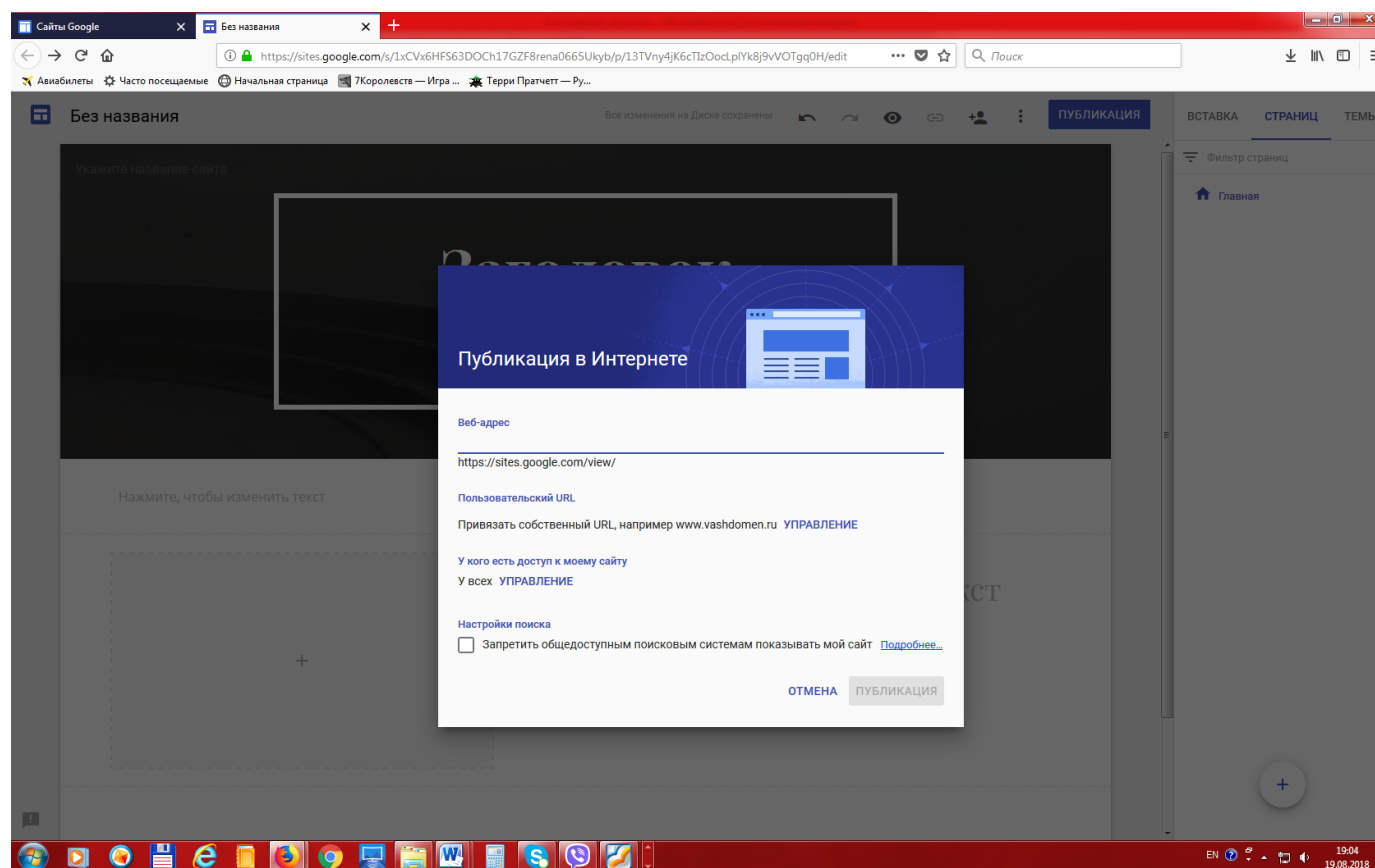 Сайты Google
Без названия
https://sites.google.com/s/1xCVx6HFS63DOCh17GZF8rena0665Ukyb/p/13TVny4jK6cTIzOocLplYk8j9vVOTgq0H/edit
Поиск
Авиабилеты Часто посещаемые Начальная страница 7Королевств — Игра ... Терри Пратчетт — Ру...
Без названия
Все изменения на Диске сохранены
ПУБЛИКАЦИЯ
ВСТАВКА СТРАНИЦ ТЕМЫ
Укажите название сайта
Фильтр страниц
Главная
Заголовок
Публикация в Интернете
Веб-адрес
https://sites.google.com/view/
Пользовательский URL
Нажмите, чтобы изменить текст
Привязать собственный URL, например www.vashdomen.ru УПРАВЛЕНИЕ
У кого есть доступ к моему сайту
У всех УПРАВЛЕНИЕ
кст
Настройки поиска
Запретить общедоступным поисковым системам показывать мой сайт Подробнее...
ОТМЕНА ПУБЛИКАЦИЯ
EN
19:04
19.08.2018